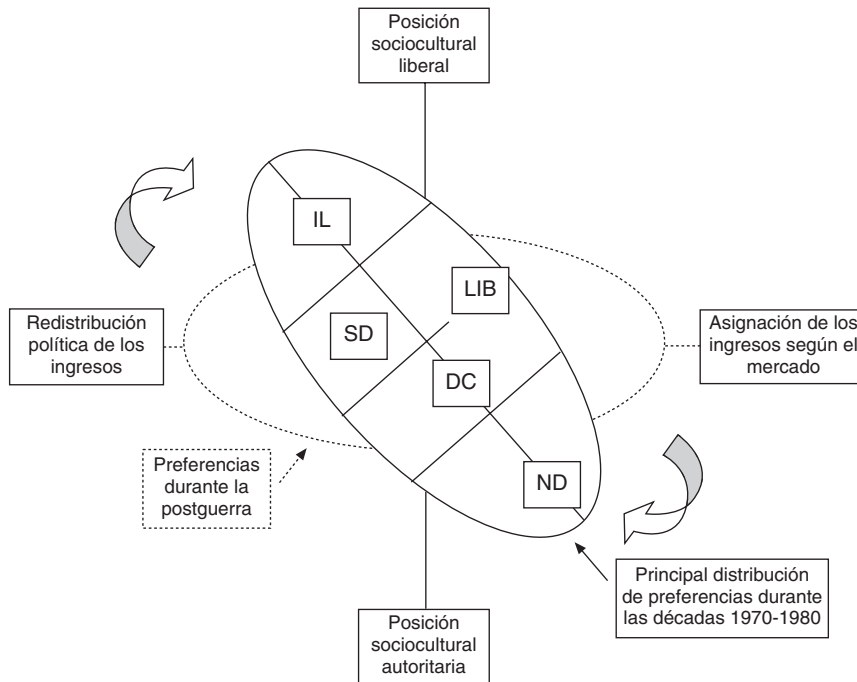 Posición
sociocultural
liberal
IL
LIB
SD
DC
ND
Redistribución
política de los
ingresos
Asignación de los
ingresos según el
mercado
Preferencias
durante la
postguerra
Principal distribución
de preferencias durante
las décadas 1970-1980
Posición
sociocultural
autoritaria